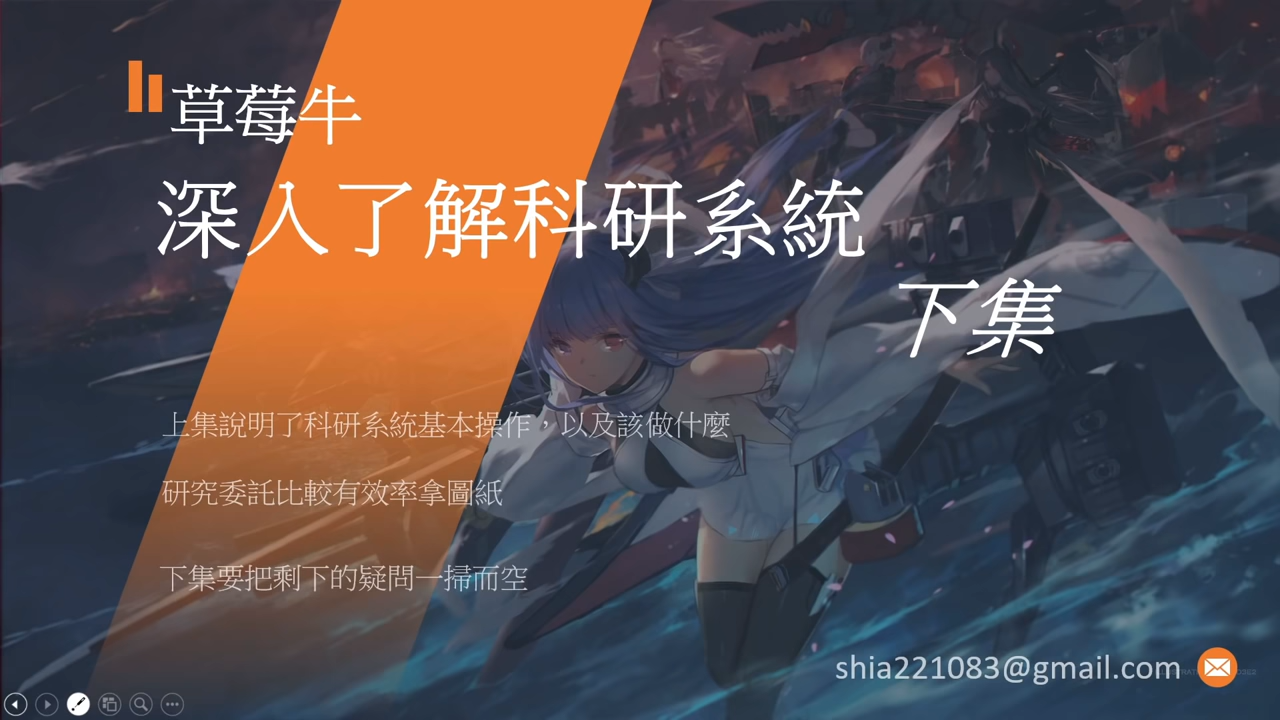 草莓牛
深入了解科研系統
下集
上集說明了科研系統基本操作，以及該做什麼
研究委託比較有效率拿圖紙
下集要把剩下的疑問一掃而空
shia221083@gmail.com